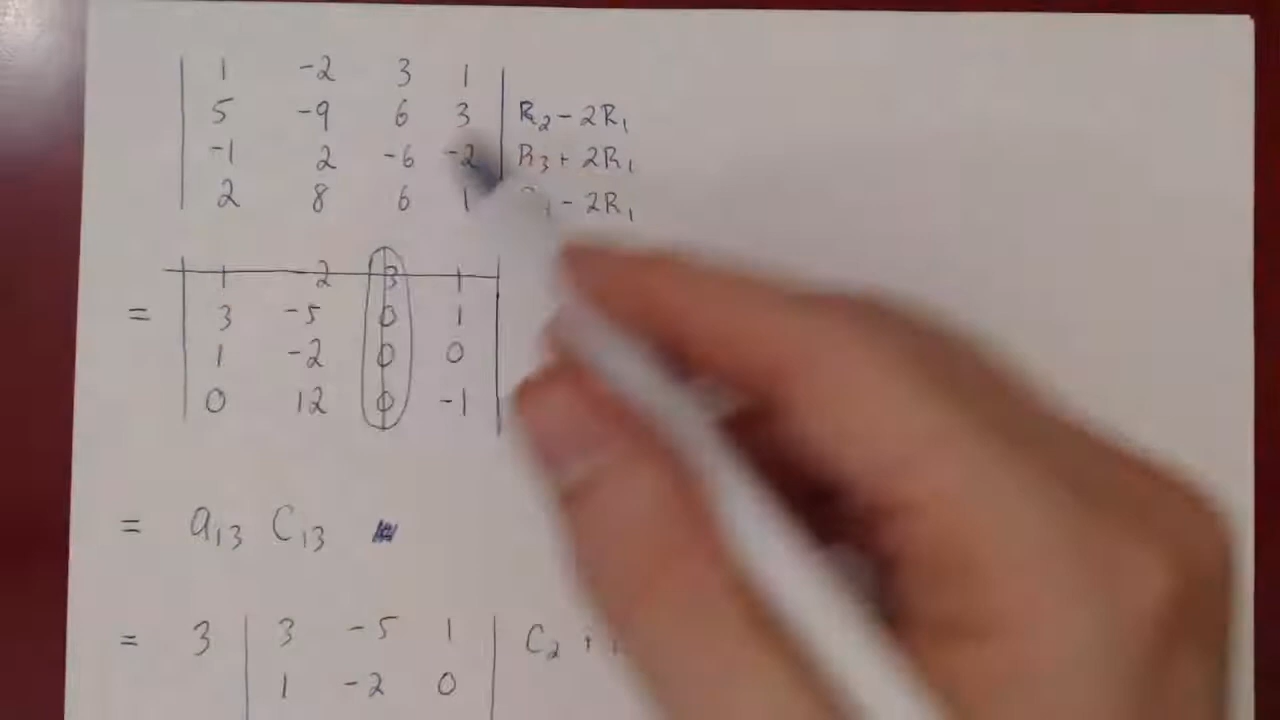 1 -2 3 1
5 -9 6 3 R₂ - 2R₁
-1 2 -6 -2 R₃ + 2R₁
2 8 6 1 - 2R₁
1 2 3 1
= 3 -5 0 1
1 -2 0 0
0 12 0 -1
= a₁₃ C₁₃
= 3 3 -5 1 C₂ +
1 -2 0